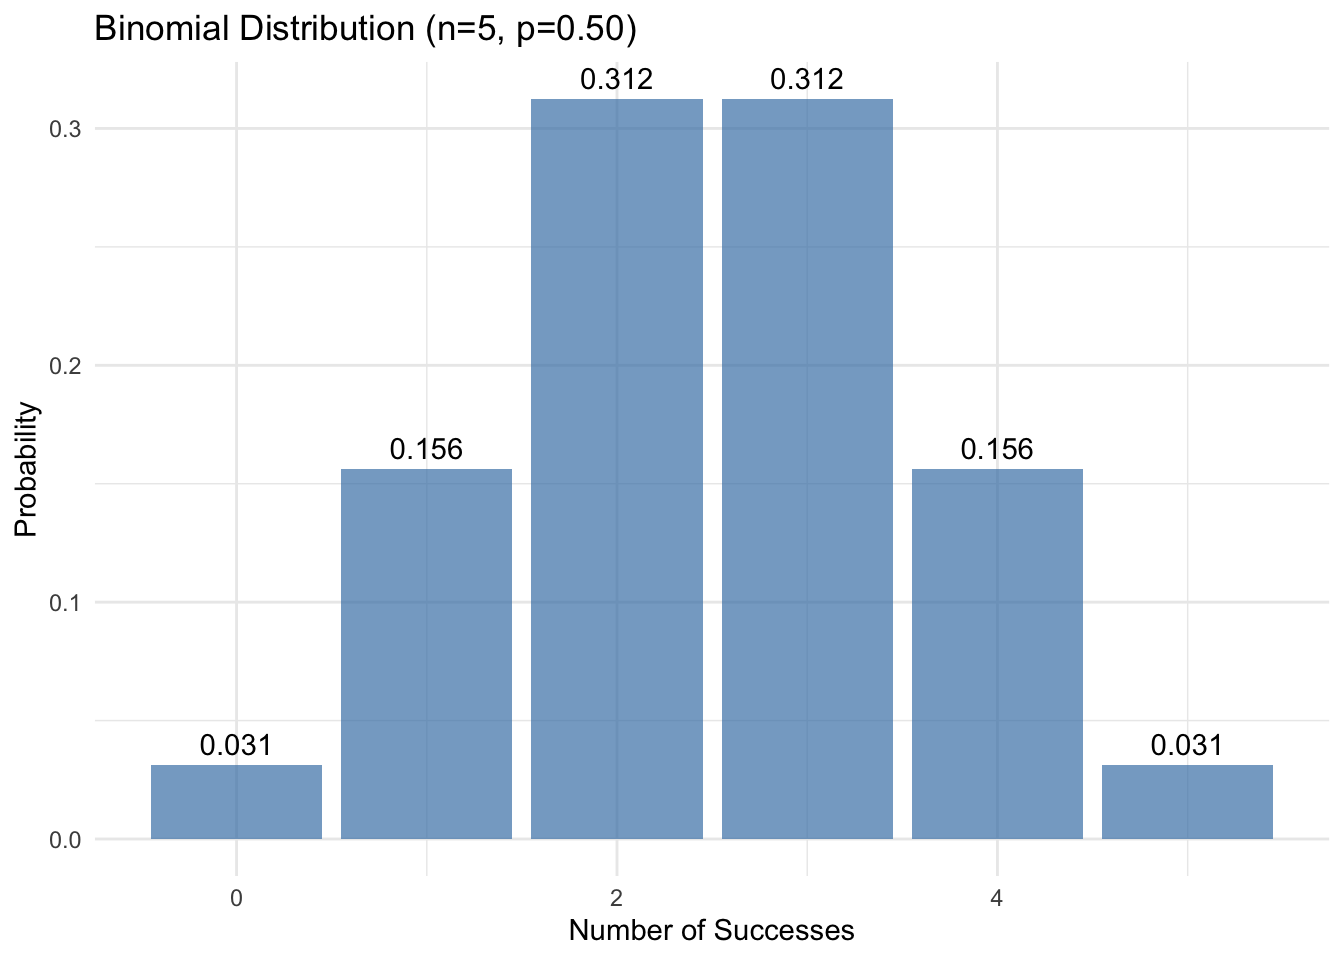 Binomial Distribution (n=5, p=0.50)
0.312 0.312
0.3
0.2
0.156 0.156
0.1
0.031 0.031
0.0
Probability
0 2 4
Number of Successes